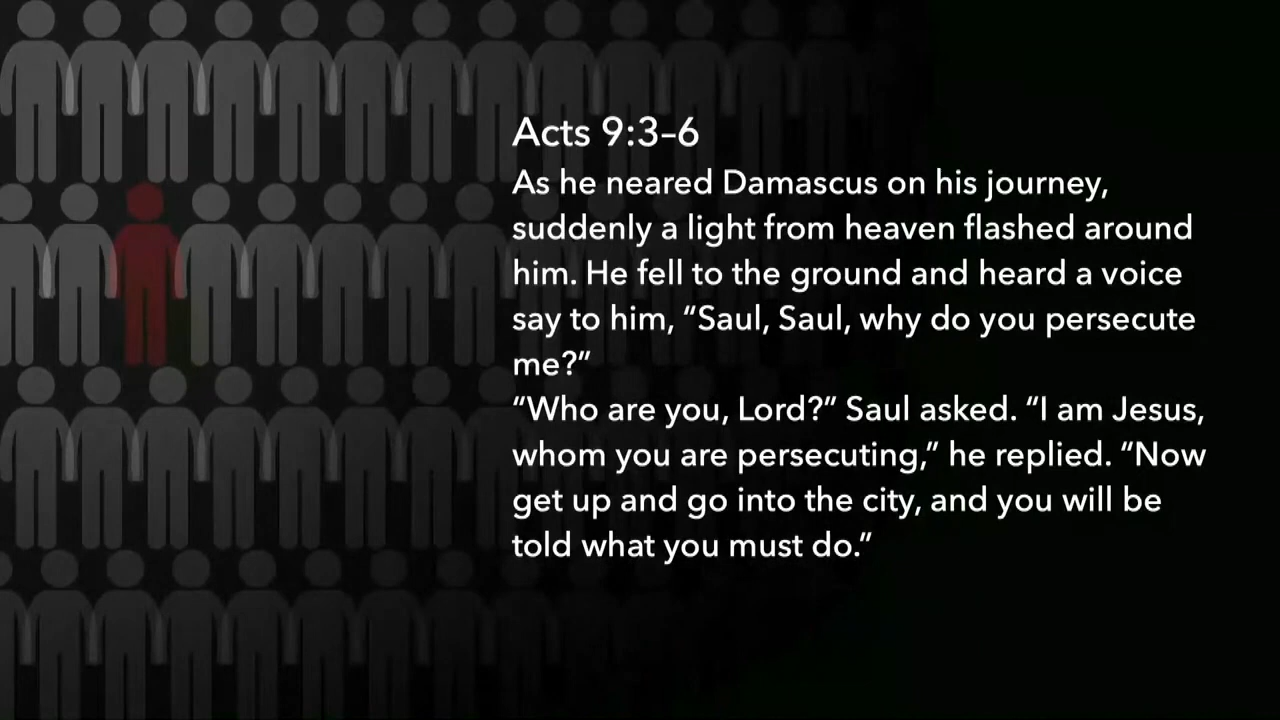 Acts 9:3–6
As he neared Damascus on his journey,
suddenly a light from heaven flashed around
him. He fell to the ground and heard a voice
say to him, “Saul, Saul, why do you persecute
me?”
“Who are you, Lord?” Saul asked. “I am Jesus,
whom you are persecuting,” he replied. “Now
get up and go into the city, and you will be
told what you must do.”